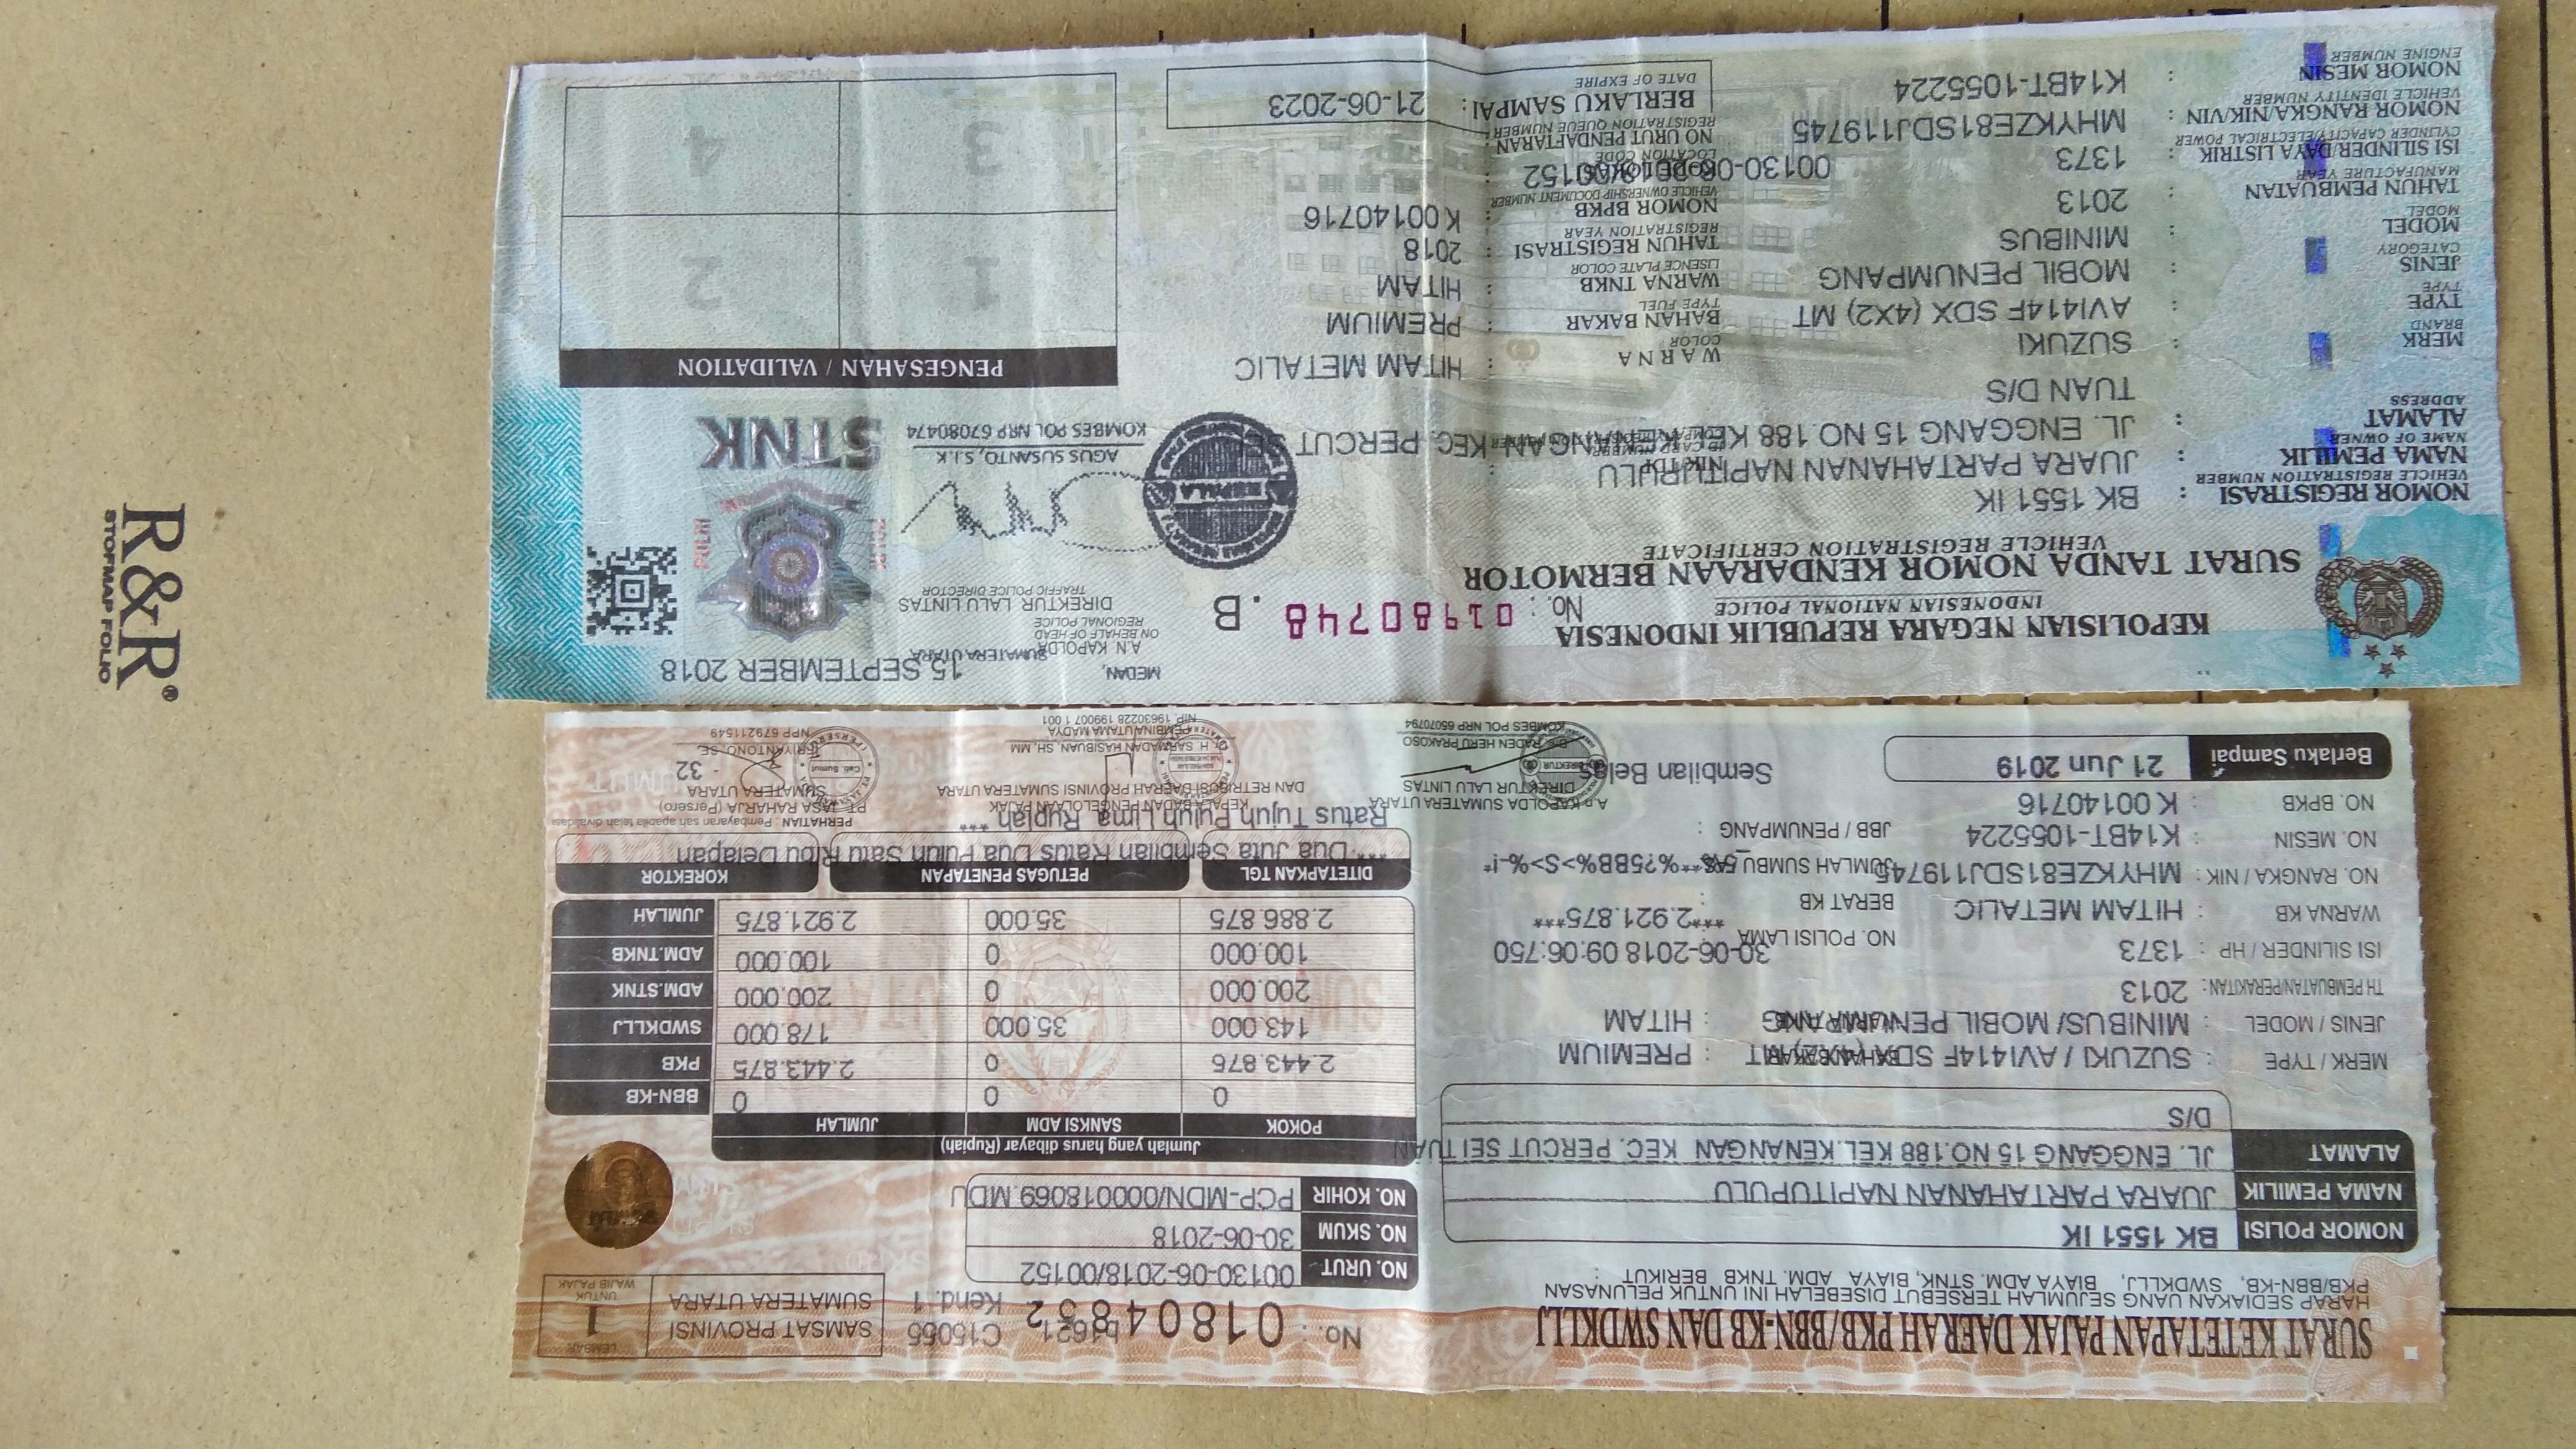 KEPOLISIAN NEGARA REPUBLIK INDONESIA
INDONESIAN NATIONAL POLICE
SURAT TANDA NOMOR KENDARAAN BERMOTOR
VEHICLE REGISTRATION CERTIFICATE
No.: 01980748 .B
NOMOR REGISTRASI : BK 1551 IK
VEHICLE REGISTRATION NUMBER
NAMA PEMILIK : JUARA PARTAHANAN NAPITUPULU
NAME OF OWNER
ALAMAT : JL. ENGGANG 15 NO.188 KEL.KENANGAN KEC. PERCUT SEI
ADDRESS
TUAN D/S
MERK : SUZUKI
BRAND
TYPE : AVI414F SDX (4X2) MT
TYPE
JENIS : MOBIL PENUMPANG
CATEGORY
MODEL : MINIBUS
MODEL
TAHUN PEMBUATAN : 2013
MANUFACTURE YEAR
ISI SILINDER/DAYA LISTRIK : 1373
CYLINDER CAPACITY/ELECTRICAL POWER
NOMOR RANGKA/NIK/VIN : MHYKZE81SDJ119745
VEHICLE IDENTITY NUMBER
NOMOR MESIN : K14BT-1055224
ENGINE NUMBER
NIK TDP
WARNA : HITAM METALIC
COLOR
BAHAN BAKAR : PREMIUM
TYPE FUEL
WARNA TNKB : HITAM
LISENCE PLATE COLOR
TAHUN REGISTRASI : 2018
REGISTRATION YEAR
NOMOR BPKB : K 00140716
VEHICLE OWNERSHIP DOCUMENT NUMBER
KODE LOKASI : 00130-06-2018/00152
LOCATION CODE
NO URUT PENDAFTARAN :
REGISTRATION QUEUE NUMBER
BERLAKU SAMPAI : 21-06-2023
DATE OF EXPIRE
MEDAN, 15 SEPTEMBER 2018
A.N. KAPOLDA SUMATERA UTARA
ON BEHALF OF HEAD
REGIONAL POLICE
DIREKTUR LALU LINTAS
TRAFFIC POLICE DIRECTOR
KEPALA
AGUS SUSANTO, S.I.K
KOMBES POL NRP 67080474
STNK
PENGESAHAN / VALIDATION
1 2
3 4
SURAT KETETAPAN PAJAK DAERAH PKB/BBN-KB DAN SWDKLLJ
HARAP SEDIAKAN UANG SEJUMLAH TERSEBUT DISEBELAH INI UNTUK PELUNASAN
PKB/BBN-KB, SWDKLLJ, BIAYA ADM. STNK, BIAYA ADM. TNKB BERIKUT :
NOMOR POLISI BK 1551 IK
NAMA PEMILIK JUARA PARTAHANAN NAPITUPULU
ALAMAT JL. ENGGANG 15 NO.188 KEL.KENANGAN KEC. PERCUT SEI TUAN
D/S
MERK / TYPE : SUZUKI / AVI414F SDX (4X2) MT
BAHAN BAKAR : PREMIUM
JENIS / MODEL : MINIBUS/ MOBIL PENUMPANG
WARNA TNKB : HITAM
TH PEMBUATAN/PERAKITAN : 2013
ISI SILINDER / HP : 1373
NO. POLISI LAMA 30-06-2018 09:06:750
WARNA KB : HITAM METALIC
BERAT KB ***2.921.875***
NO. RANGKA / NIK : MHYKZE81SDJ119745
JUMLAH SUMBU
NO. MESIN : K14BT-1055224
JBB / PENUMPANG :
NO. BPKB : K 00140716
Berlaku Sampai 21 Jun 2019
No. : 01804832
b1621 C15055
Kend. 1
SAMSAT PROVINSI
SUMATERA UTARA
LEMBAR
1
UNTUK
WAJIB PAJAK
NO. URUT 00130-06-2018/00152
NO. SKUM 30-06-2018
NO. KOHIR PCP-MDN/000018069.MDU
Jumlah yang harus dibayar (Rupiah)
POKOK SANKSI ADM JUMLAH
0 0 0 BBN-KB
2.443.875 0 2.443.875 PKB
143.000 35.000 178.000 SWDKLLJ
200.000 0 200.000 ADM.STNK
100.000 0 100.000 ADM.TNKB
2.886.875 35.000 2.921.875 JUMLAH
DITETAPKAN TGL PETUGAS PENETAPAN KOREKTOR
*** Dua Juta Sembilan Ratus Dua Puluh Satu Ribu Delapan
Ratus Tujuh Puluh Lima Rupiah ***
Sembilan Belas
PERHATIAN : Pembayaran sah apabila telah divalidasi
A.n KAPOLDA SUMATERA UTARA
DIREKTUR LALU LINTAS
DIREKTUR
RADEN HERU PRAKOSO
KOMBES POL NRP 65070794
KEPALA BADAN PENGELOLAAN PAJAK
DAN RETRIBUSI DAERAH PROVINSI SUMATERA UTARA
H. SARMADAN HASIBUAN, SH, MM
PEMBINA UTAMA MADYA
NIP. 19630228 199007 1 001
PT. JASA RAHARJA (Persero)
SUMATERA UTARA
- 32
Cab. Sumut
NPP 679211549
R&R®
STOFMAP FOLIO